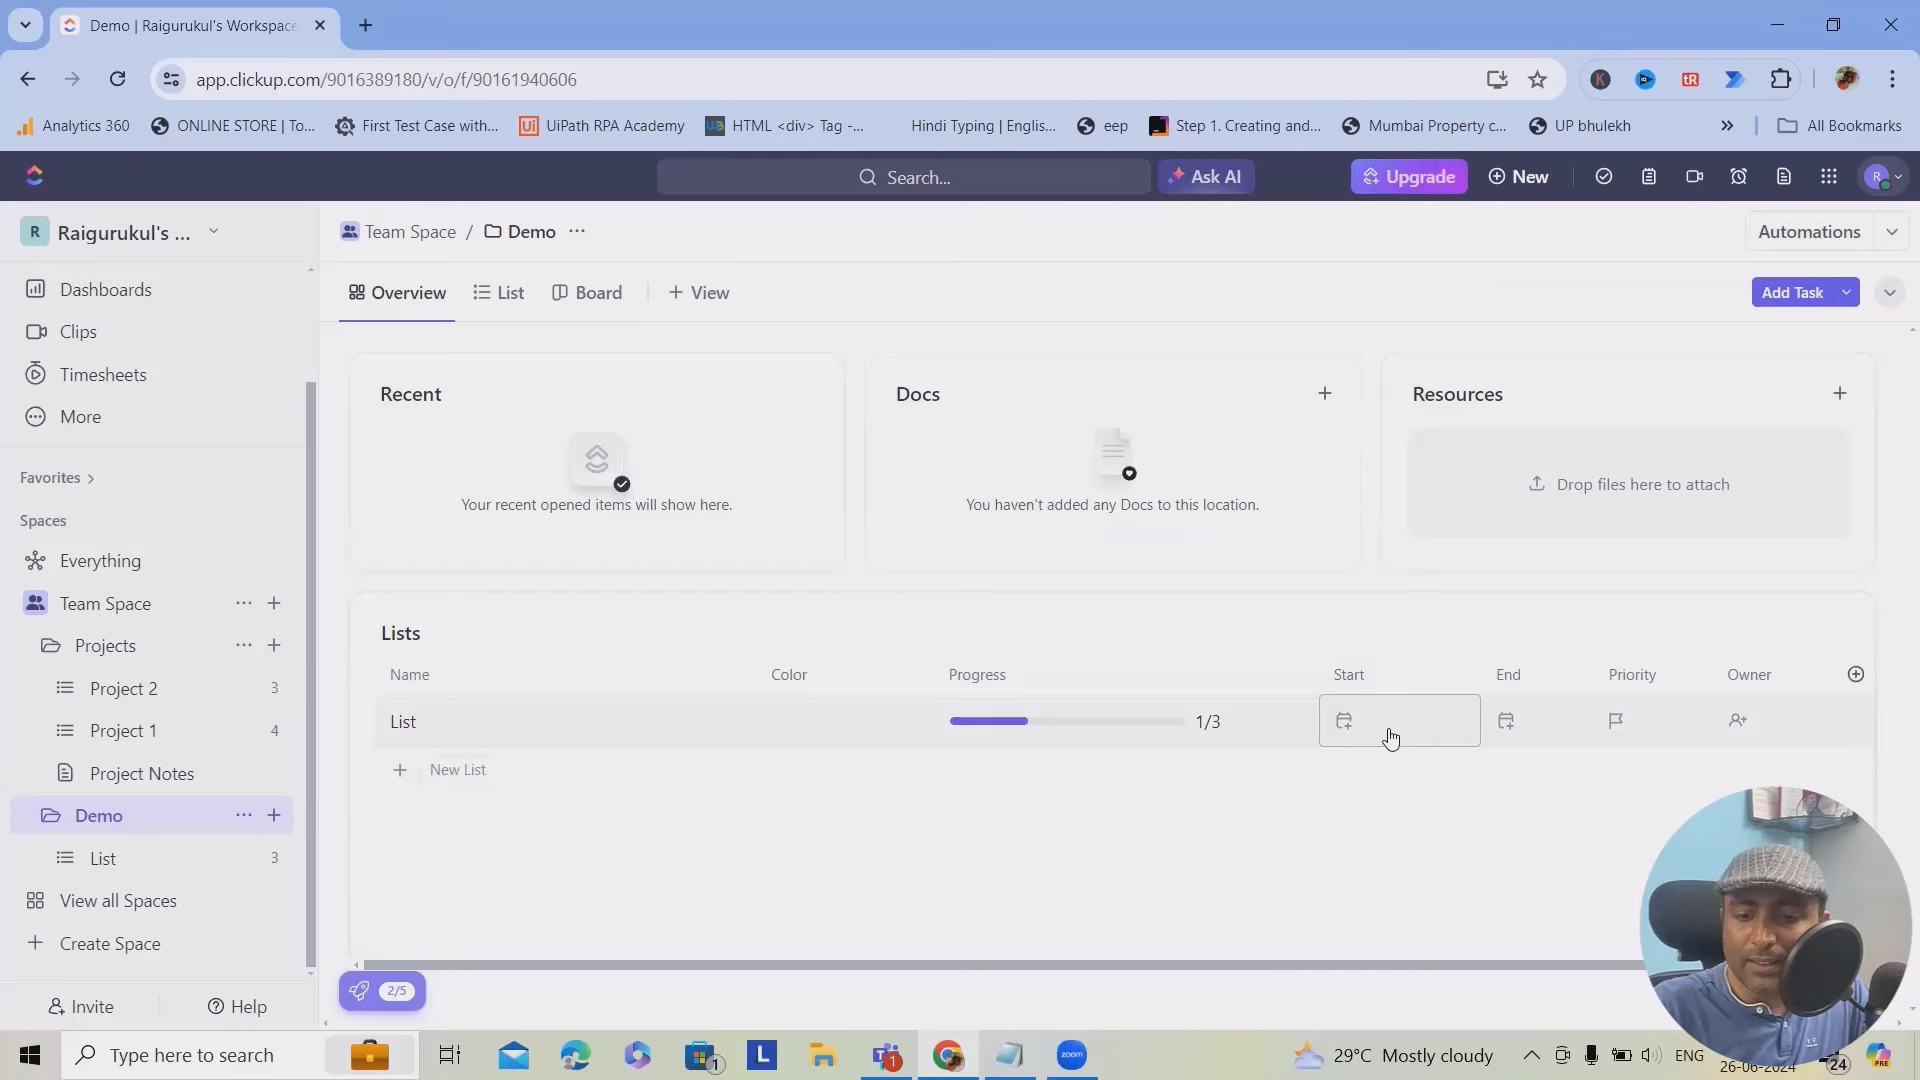 Demo | Raigurukul's Workspace
app.clickup.com/9016389180/v/o/f/90161940606
Analytics 360
ONLINE STORE | To...
First Test Case with...
UiPath RPA Academy
HTML <div> Tag -...
Hindi Typing | Englis...
eep
Step 1. Creating and...
Mumbai Property c...
UP bhulekh
All Bookmarks
Search...
Ask AI
Upgrade
New
R
R
Raigurukul's ...
Team Space / Demo
Automations
Dashboards
Clips
Timesheets
More
Overview
List
Board
+ View
Add Task
Favorites
Spaces
Everything
Team Space
Projects
Project 2 3
Project 1 4
Project Notes
Demo
List 3
View all Spaces
Create Space
Invite
Help
Recent
Your recent opened items will show here.
Docs
You haven't added any Docs to this location.
Resources
Drop files here to attach
Lists
Name Color Progress Start End Priority Owner
List 1/3
New List
2/5
Type here to search
29°C Mostly cloudy
ENG
26-06-2024
24